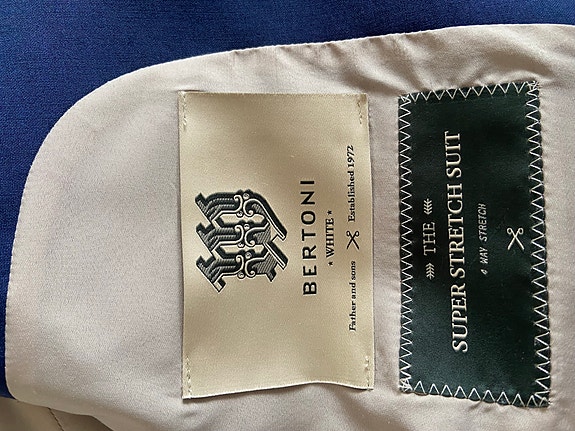 BERTONI
* WHITE *
Father and sons Established 1972
THE
SUPER STRETCH SUIT
4 WAY STRETCH